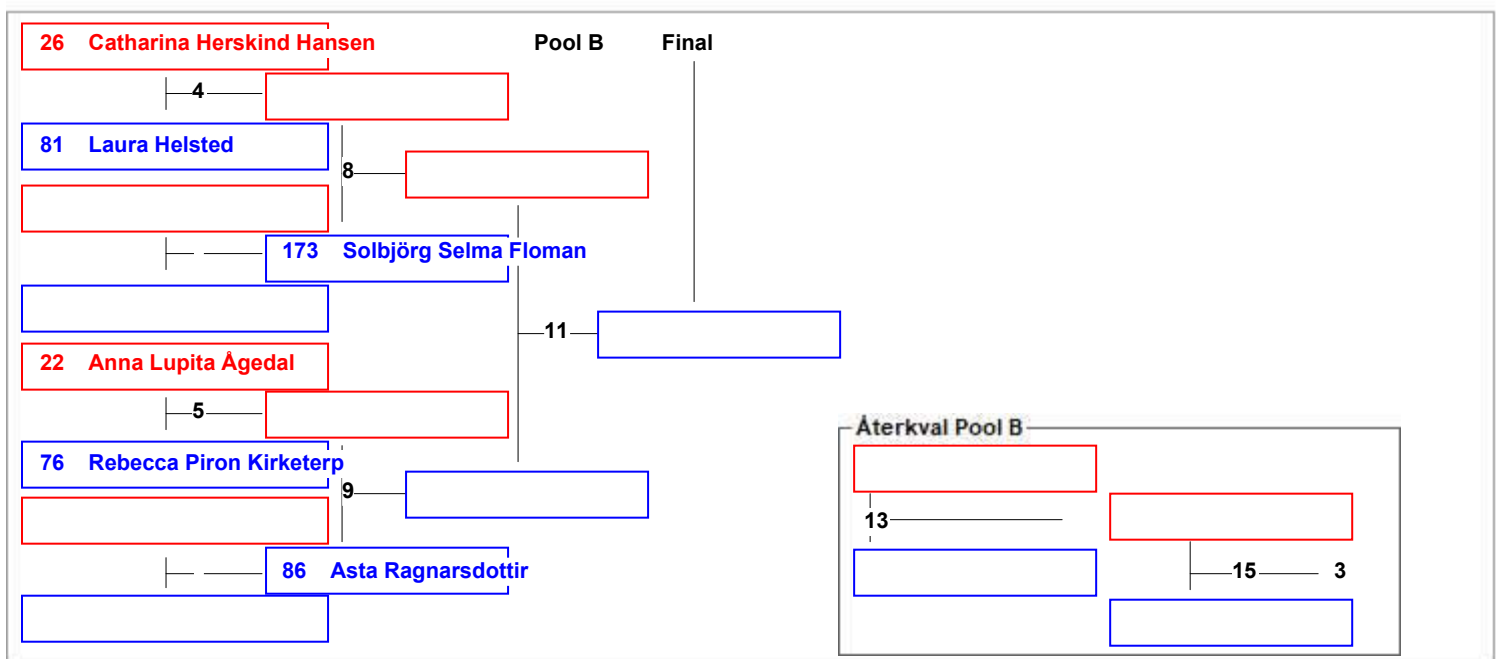 26 Catharina Herskind Hansen
Pool B Final
4
81 Laura Helsted
8
173 Solbjörg Selma Floman
11
22 Anna Lupita Ågedal
5
76 Rebecca Piron Kirketerp
9
86 Asta Ragnarsdottir
Återkval Pool B
13
15 3